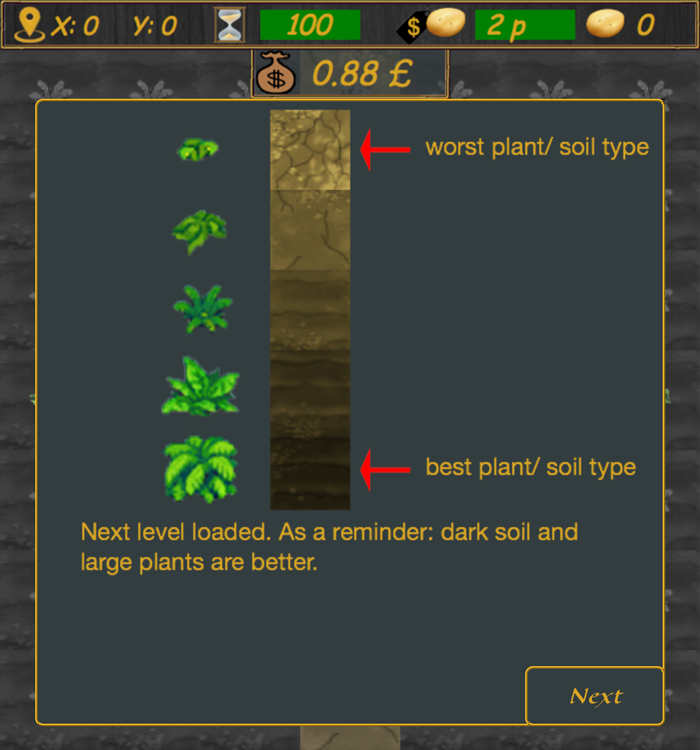 X: 0 Y: 0 100 $ 2 p 0
$ 0.88 £
worst plant/ soil type
best plant/ soil type
Next level loaded. As a reminder: dark soil and
large plants are better.
Next